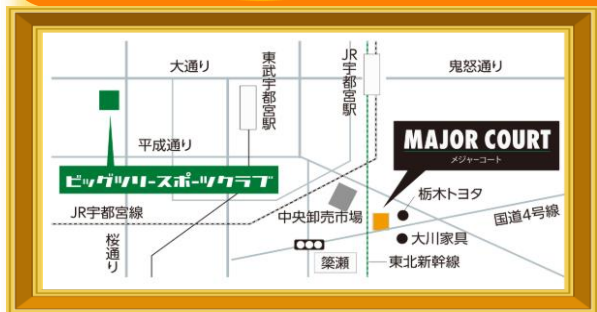 大通り
東武宇都宮駅
JR宇都宮駅
鬼怒通り
平成通り
MAJOR COURT
メジャーコート
ビッグツリースポーツクラブ
栃木トヨタ
JR宇都宮線
中央卸売市場
国道4号線
桜通り
大川家具
簗瀬
東北新幹線